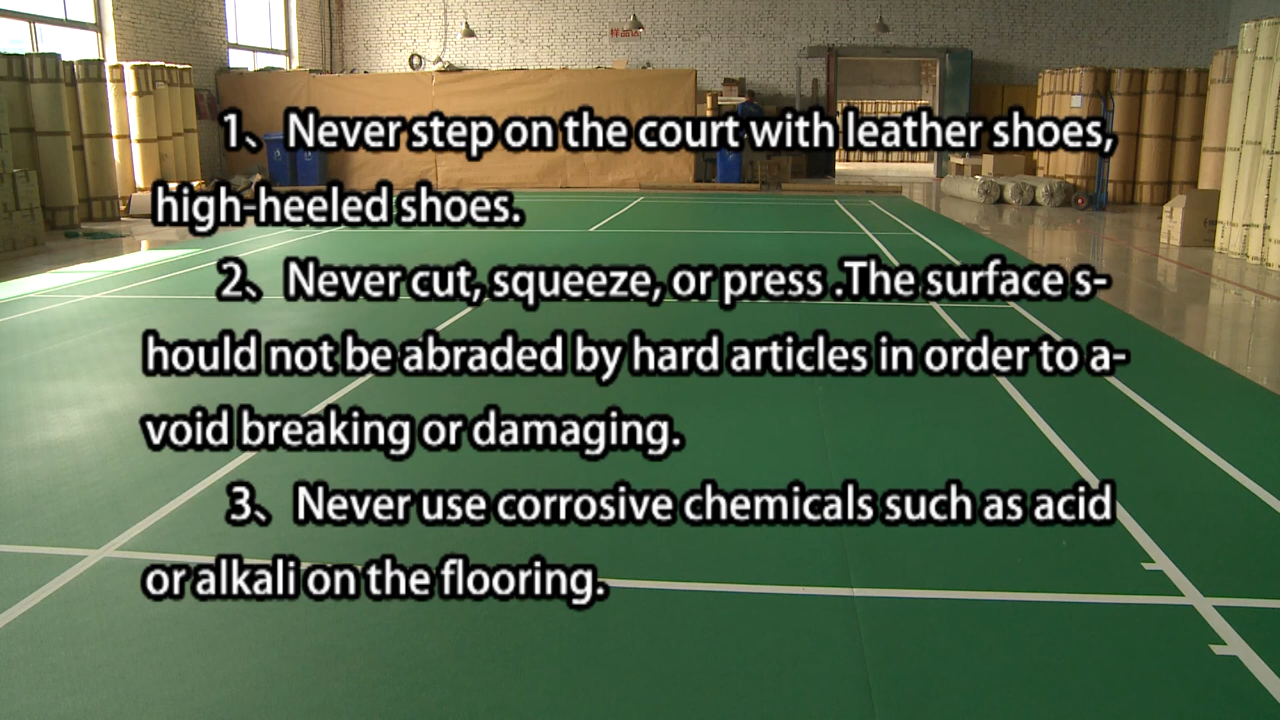 样品
1、 Never step on the court with leather shoes,
high-heeled shoes.
2、 Never cut, squeeze, or press .The surface s-
hould not be abraded by hard articles in order to a-
void breaking or damaging.
3、 Never use corrosive chemicals such as acid
or alkali on the flooring.